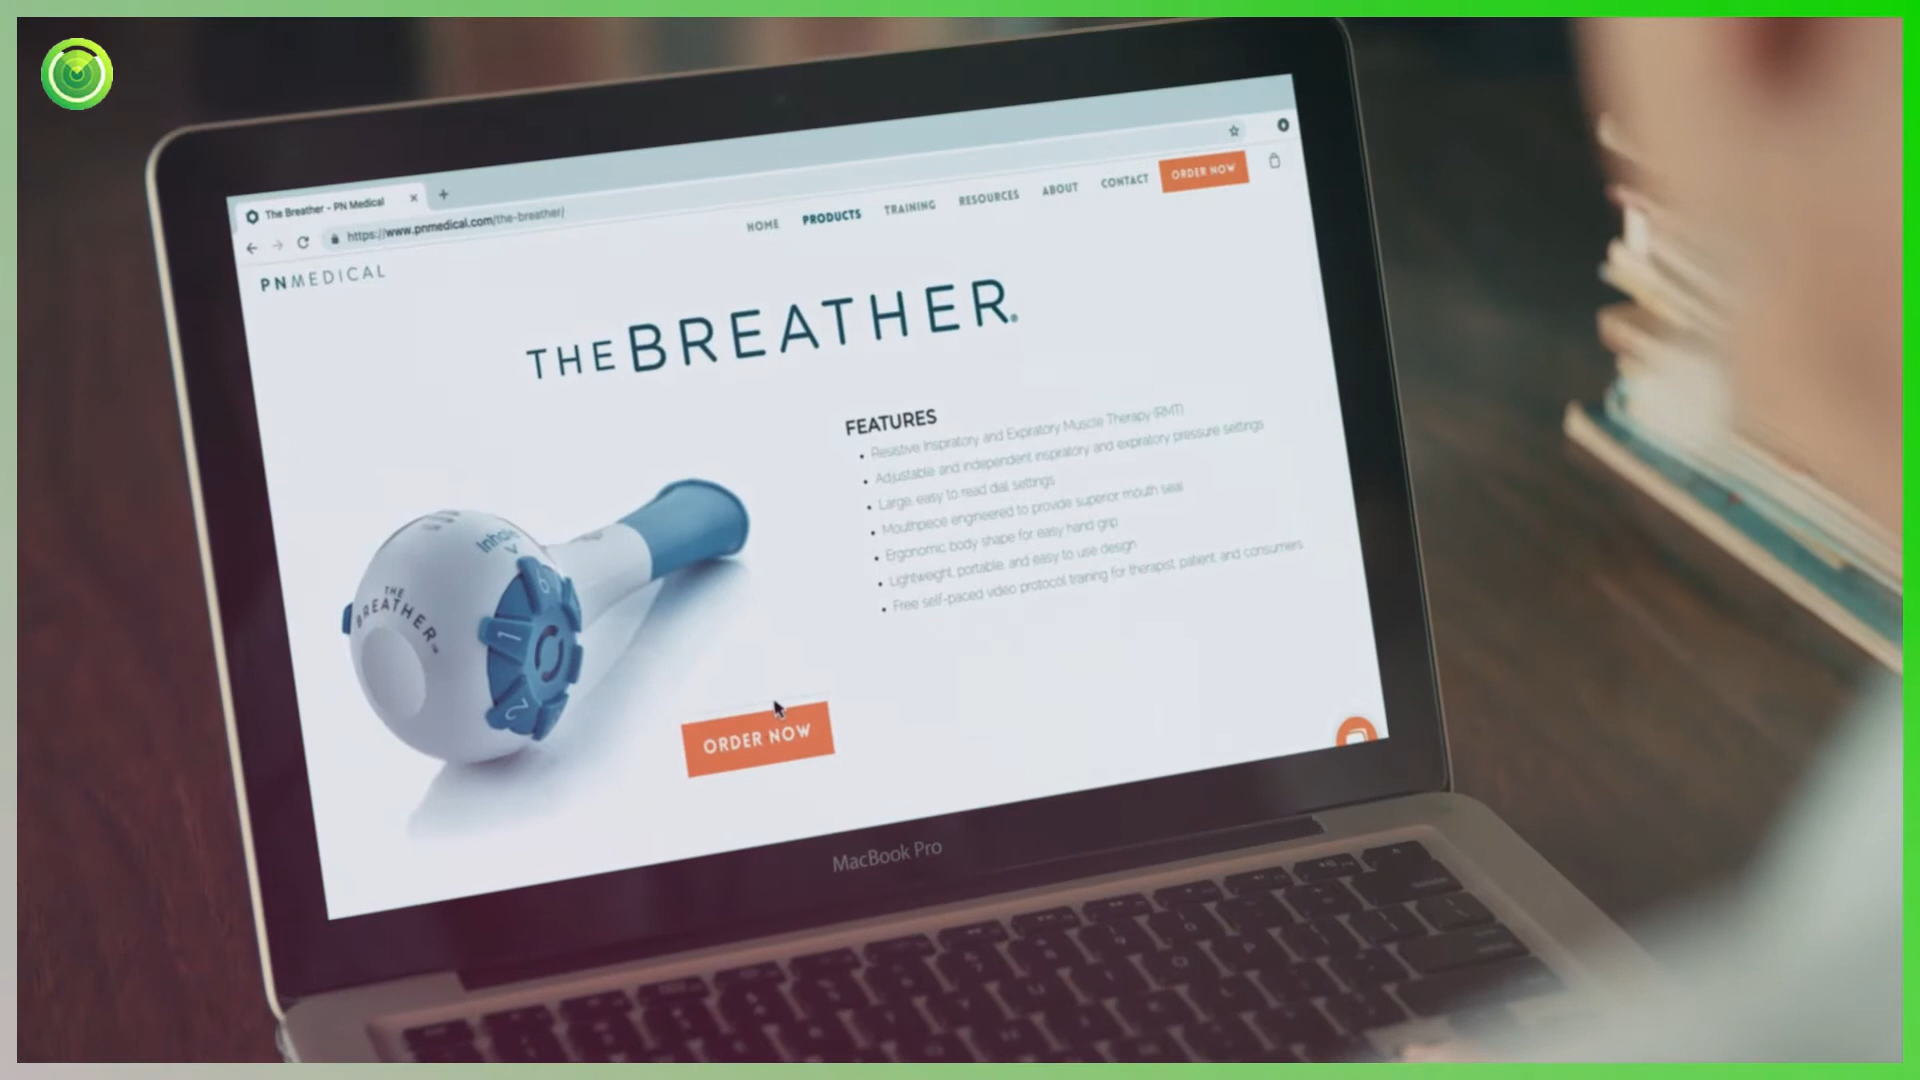 The Breather - PN Medical
https://www.pnmedical.com/the-breather/
PNMEDICAL
HOME PRODUCTS TRAINING RESOURCES ABOUT CONTACT ORDER NOW
THE BREATHER®
FEATURES
• Resistive Inspiratory and Expiratory Muscle Therapy (RMT)
• Adjustable and independent inspiratory and expiratory pressure settings
• Large, easy to read dial settings
• Mouthpiece engineered to provide superior mouth seal
• Ergonomic body shape for easy hand grip
• Lightweight, portable, and easy to use design
• Free self-paced video protocol training for therapist, patient, and consumers
Inhale
6
1
2
THE
BREATHER™
ORDER NOW
MacBook Pro